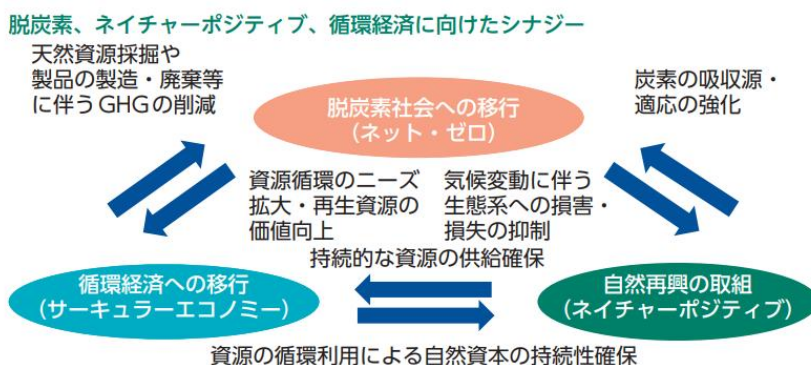 脱炭素、ネイチャーポジティブ、循環経済に向けたシナジー
天然資源採掘や
製品の製造・廃棄等
に伴うGHGの削減
脱炭素社会への移行
(ネット・ゼロ)
炭素の吸収源・
適応の強化
資源循環のニーズ
拡大・再生資源の
価値向上
気候変動に伴う
生態系への損害・
損失の抑制
持続的な資源の供給確保
循環経済への移行
(サーキュラーエコノミー)
自然再興の取組
(ネイチャーポジティブ)
資源の循環利用による自然資本の持続性確保